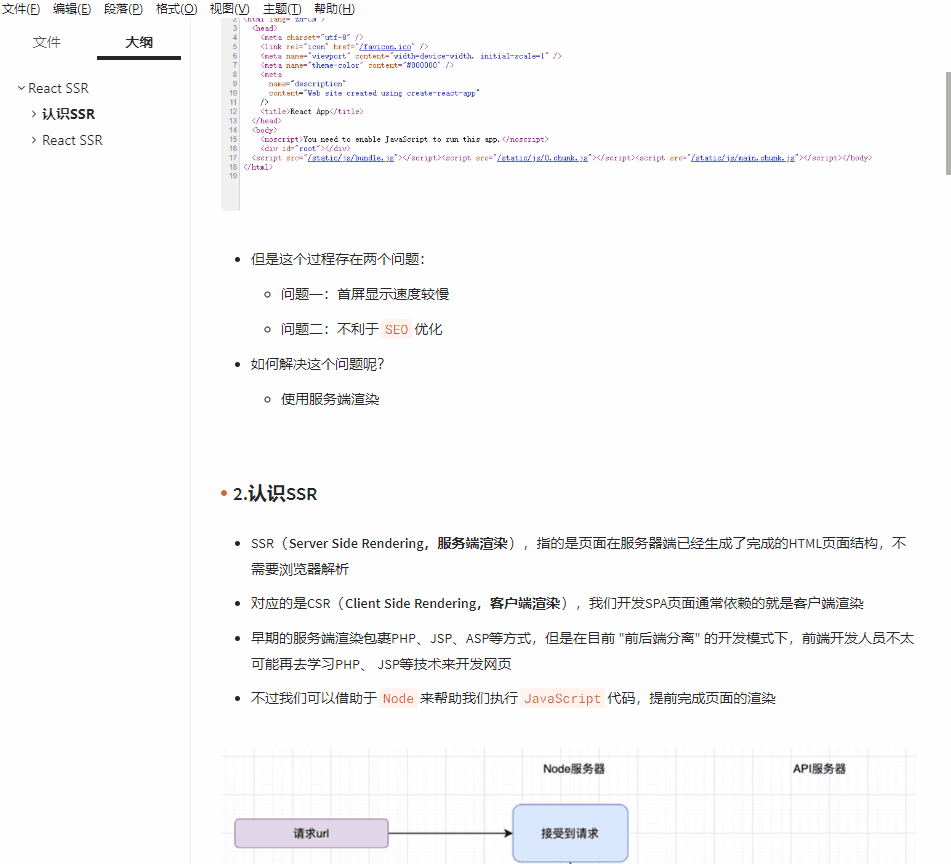 文件(F) 编辑(E) 段落(P) 格式(O) 视图(V) 主题(T) 帮助(H)
文件 大纲
React SSR
认识SSR
React SSR
2 <html lang="zh-CN">
3 <head>
4 <meta charset="utf-8" />
5 <link rel="icon" href="/favicon.ico" />
6 <meta name="viewport" content="width=device-width, initial-scale=1" />
7 <meta name="theme-color" content="#000000" />
8 <meta
9 name="description"
10 content="Web site created using create-react-app"
11 />
12 <title>React App</title>
13 </head>
14 <body>
15 <noscript>You need to enable JavaScript to run this app.</noscript>
16 <div id="root"></div>
17 <script src="/static/js/bundle.js"></script><script src="/static/js/0.chunk.js"></script><script src="/static/js/main.chunk.js"></script></body>
18 </html>
19
但是这个过程存在两个问题：
问题一：首屏显示速度较慢
问题二：不利于 SEO 优化
如何解决这个问题呢？
使用服务端渲染
2.认识SSR
SSR（Server Side Rendering，服务端渲染），指的是页面在服务器端已经生成了完成的HTML页面结构，不
需要浏览器解析
对应的是CSR（Client Side Rendering，客户端渲染），我们开发SPA页面通常依赖的就是客户端渲染
早期的服务端渲染包裹PHP、JSP、ASP等方式，但是在目前 "前后端分离" 的开发模式下，前端开发人员不太
可能再去学习PHP、 JSP等技术来开发网页
不过我们可以借助于 Node 来帮助我们执行 JavaScript 代码，提前完成页面的渲染
Node服务器 API服务器
请求url 接受到请求